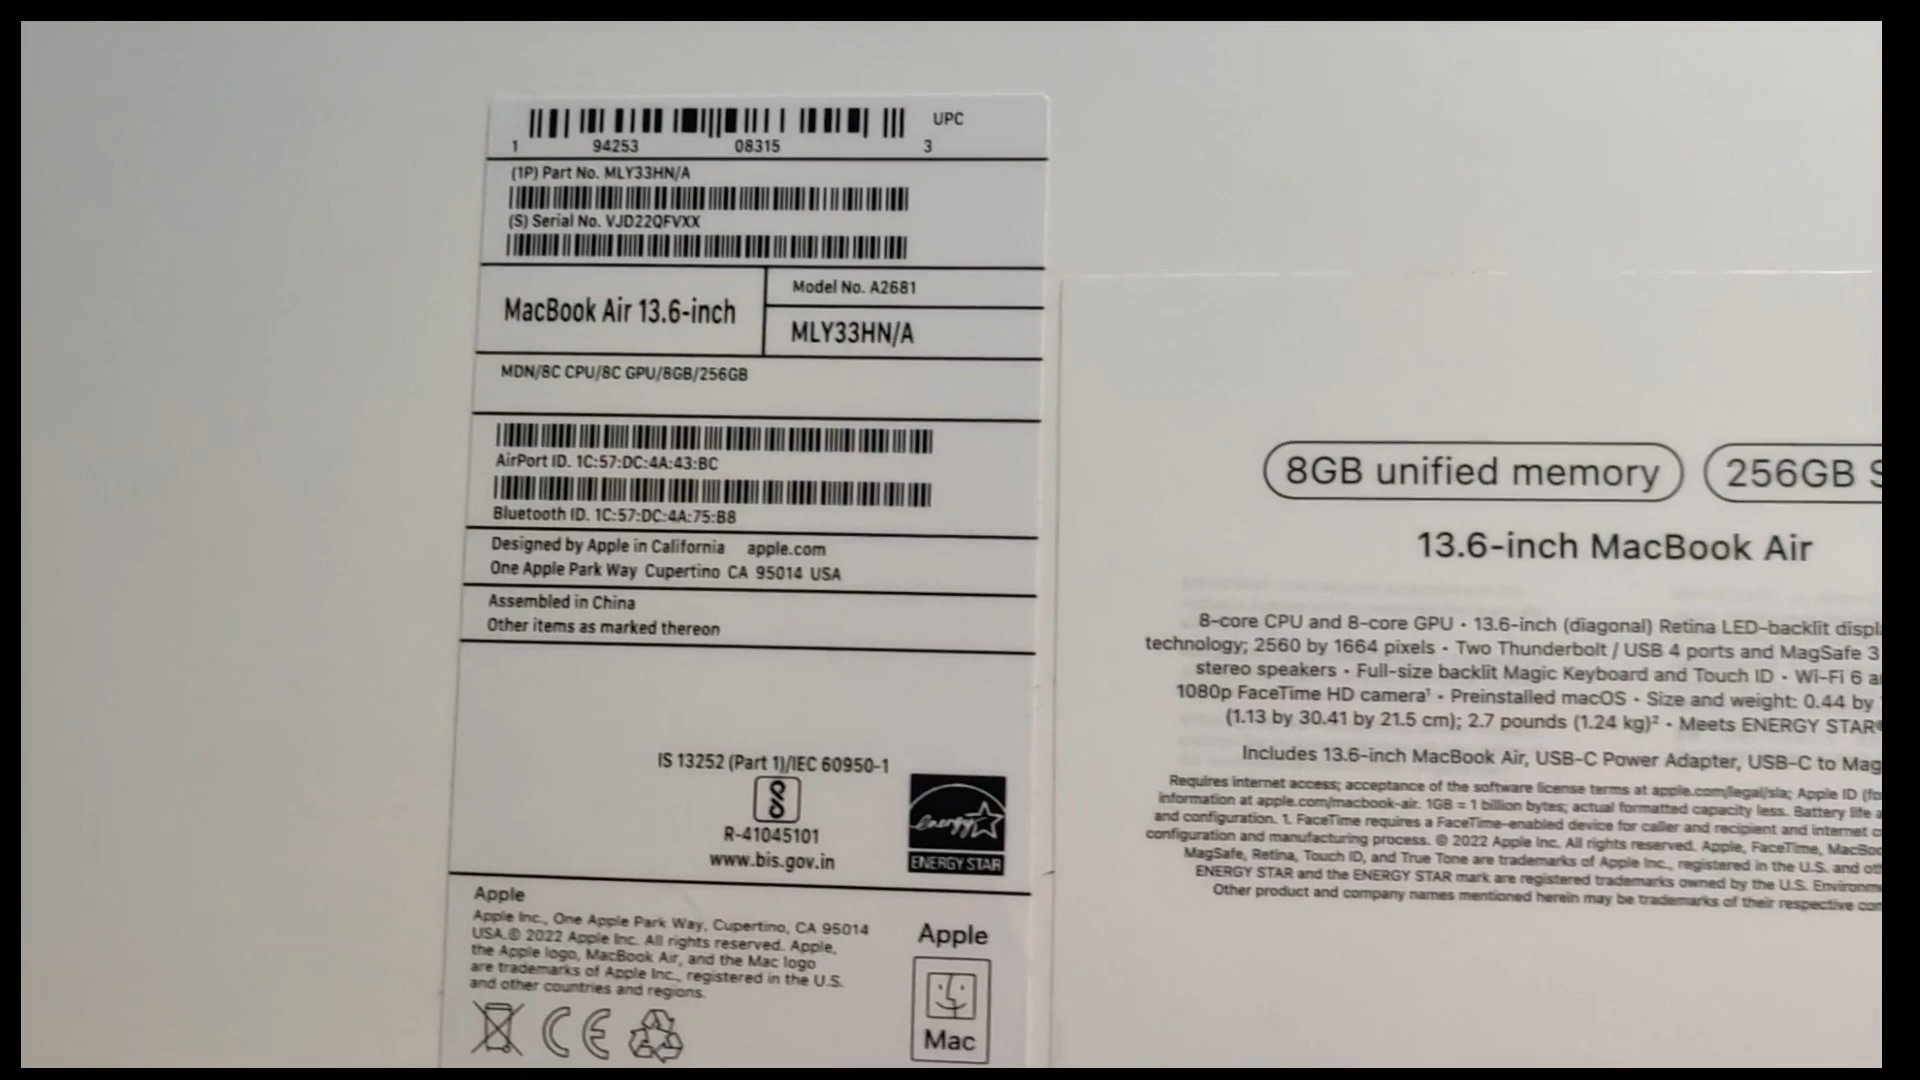 UPC
1 94253 08315 3
(1P) Part No. MLY33HN/A
(S) Serial No. VJD22QFVXX
MacBook Air 13.6-inch
Model No. A2681
MLY33HN/A
MDN/8C CPU/8C GPU/8GB/256GB
AirPort ID. 1C:57:DC:4A:43:BC
Bluetooth ID. 1C:57:DC:4A:75:B8
Designed by Apple in California apple.com
One Apple Park Way Cupertino CA 95014 USA
Assembled in China
Other items as marked thereon
IS 13252 (Part 1)/IEC 60950-1
R-41045101
www.bis.gov.in
energy
ENERGY STAR
Apple
Apple Inc., One Apple Park Way, Cupertino, CA 95014
USA.© 2022 Apple Inc. All rights reserved. Apple,
the Apple logo, MacBook Air, and the Mac logo
are trademarks of Apple Inc., registered in the U.S.
and other countries and regions.
CE
Apple
Mac
8GB unified memory
256GB
13.6-inch MacBook Air
8-core CPU and 8-core GPU • 13.6-inch (diagonal) Retina LED-backlit
technology; 2560 by 1664 pixels • Two Thunderbolt / USB 4 ports and MagSafe 3
stereo speakers • Full-size backlit Magic Keyboard and Touch ID • Wi-Fi 6
1080p FaceTime HD camera¹ • Preinstalled macOS • Size and weight: 0.44 by
(1.13 by 30.41 by 21.5 cm); 2.7 pounds (1.24 kg)² • Meets ENERGY STAR
Includes 13.6-inch MacBook Air, USB-C Power Adapter, USB-C to
Requires internet access; acceptance of the software license terms at apple.com/legal/sla; Apple ID
information at apple.com/macbook-air. 1GB = 1 billion bytes; actual formatted capacity less. Battery life
and configuration. 1. FaceTime requires a FaceTime-enabled device for caller and recipient and internet
configuration and manufacturing process. © 2022 Apple Inc. All rights reserved. Apple, FaceTime,
MagSafe, Retina, Touch ID, and True Tone are trademarks of Apple Inc., registered in the U.S. and
ENERGY STAR and the ENERGY STAR mark are registered trademarks owned by the U.S.
Other product and company names mentioned herein may be trademarks of their respective